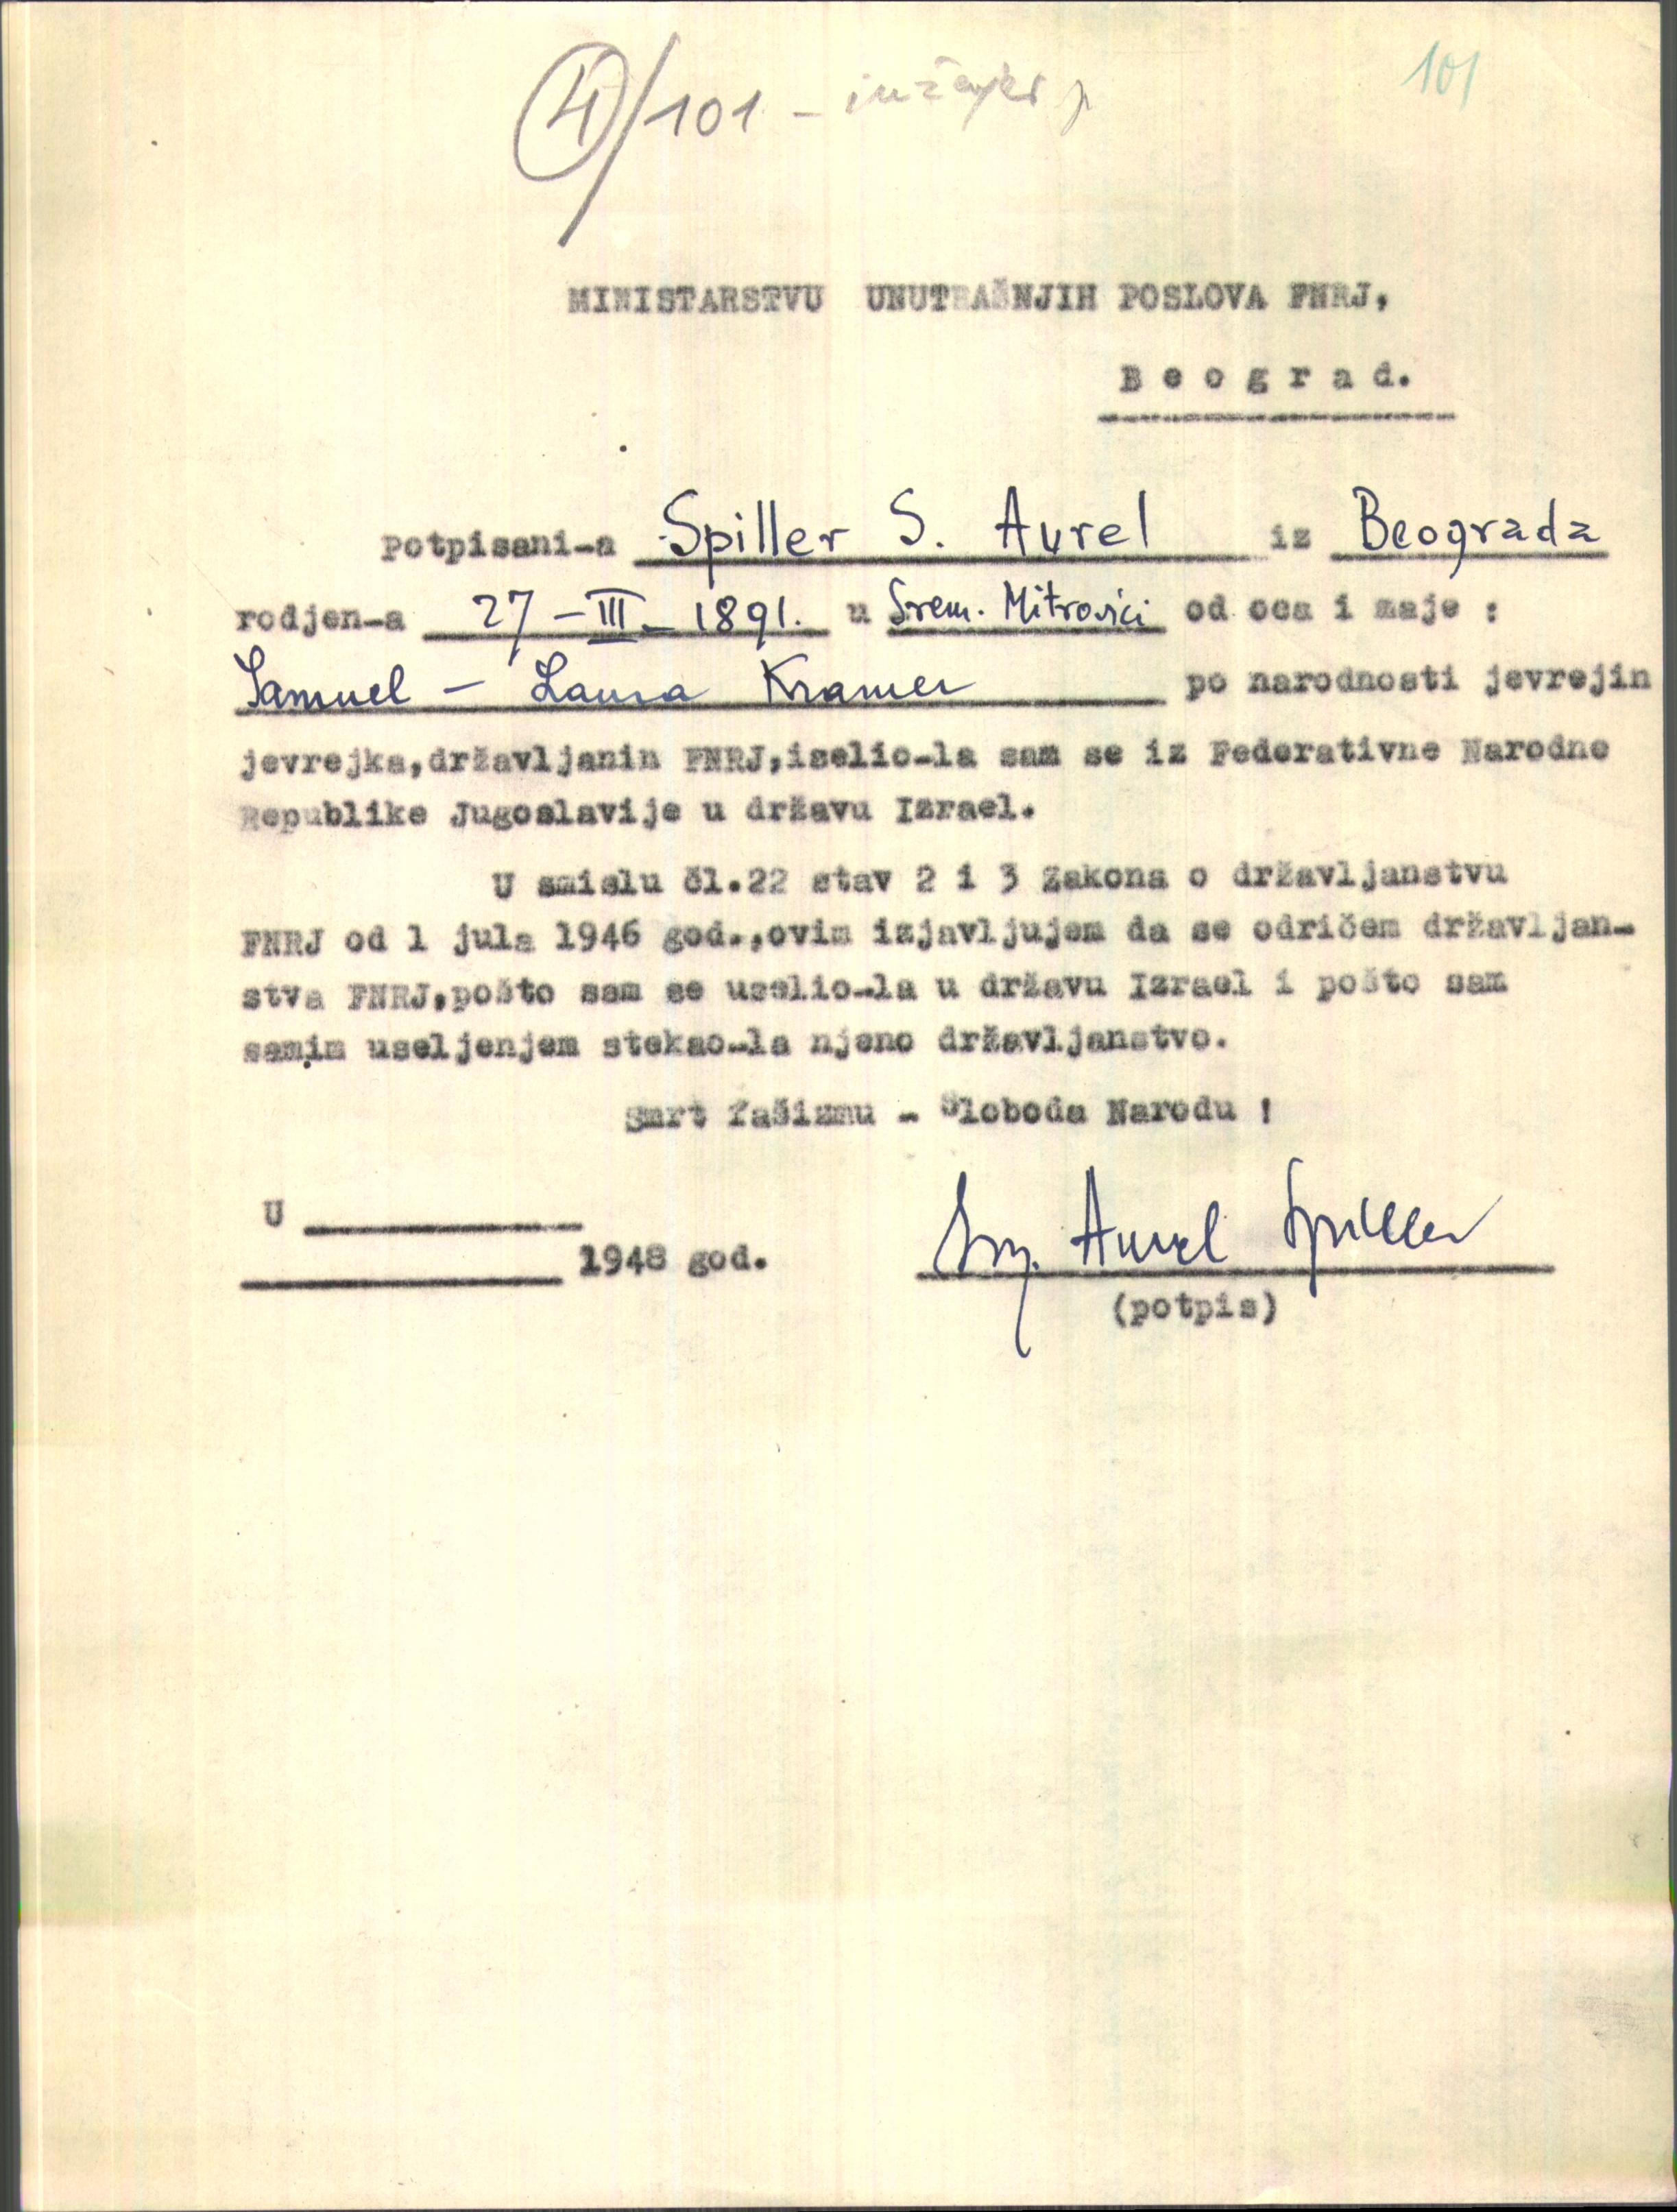 4/101 - inženjer
101
MINISTARSTVU UNUTRAŠNJIH POSLOVA FNRJ,
B e o g r a d.
Potpisani-a Spiller S. Aurel iz Beograda
rodjen-a 27-III-1891. u Srem. Mitrovici od oca i maje :
Samuel - Laura Kramer po narodnosti jevrejin
jevrejka,državljanin FNRJ,iselio-la sam se iz Federativne Narodne
Republike Jugoslavije u državu Izrael.
U smislu čl.22 stav 2 i 3 Zakona o državljanstvu
FNRJ od 1 jula 1946 god.,ovim izjavljujem da se odričem državljan-
stva FNRJ,pošto sam se uselio-la u državu Izrael i pošto sam
samim useljenjem stekao-la njeno državljanstvo.
Smrt fašizmu - Sloboda Narodu !
U
1948 god.
Ing. Aurel Spiller
(potpis)